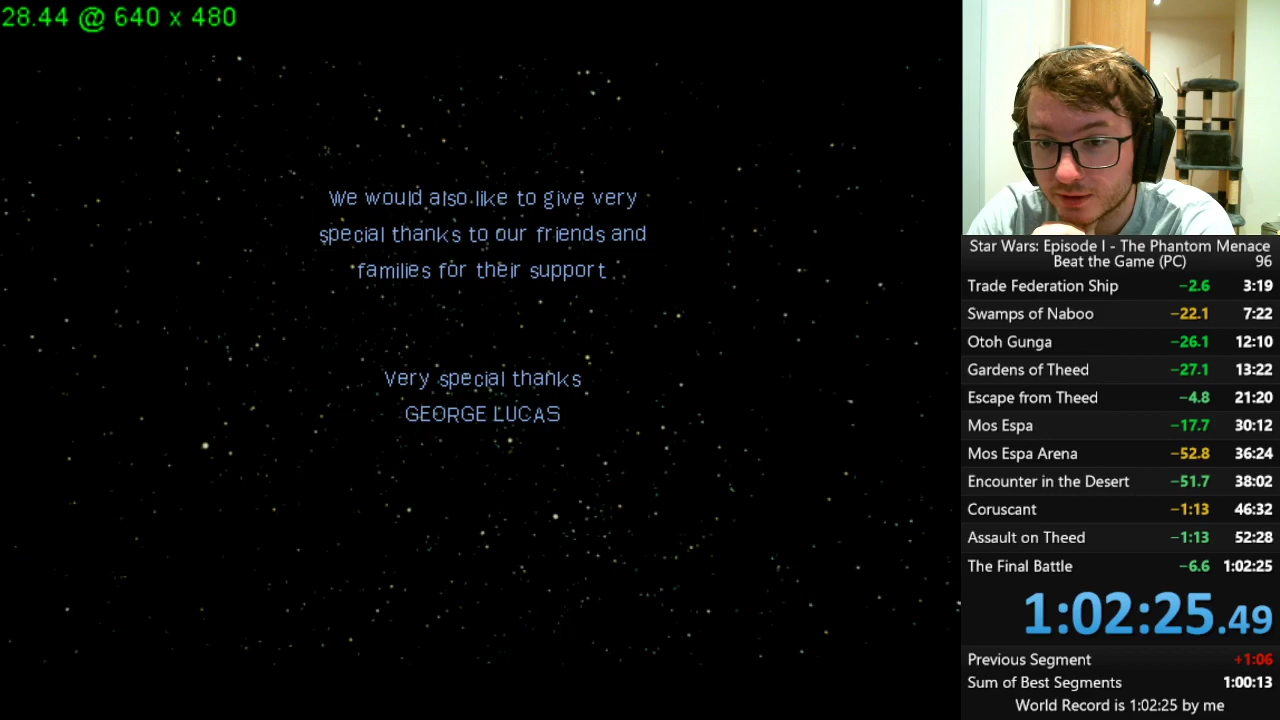 28.44 @ 640 x 480
We would also like to give very
special thanks to our friends and
families for their support
Very special thanks
GEORGE LUCAS
Star Wars: Episode I - The Phantom Menace
Beat the Game (PC) 96
Trade Federation Ship −2.6 3:19
Swamps of Naboo −22.1 7:22
Otoh Gunga −26.1 12:10
Gardens of Theed −27.1 13:22
Escape from Theed −4.8 21:20
Mos Espa −17.7 30:12
Mos Espa Arena −52.8 36:24
Encounter in the Desert −51.7 38:02
Coruscant −1:13 46:32
Assault on Theed −1:13 52:28
The Final Battle −6.6 1:02:25
1:02:25.49
Previous Segment +1:06
Sum of Best Segments 1:00:13
World Record is 1:02:25 by me